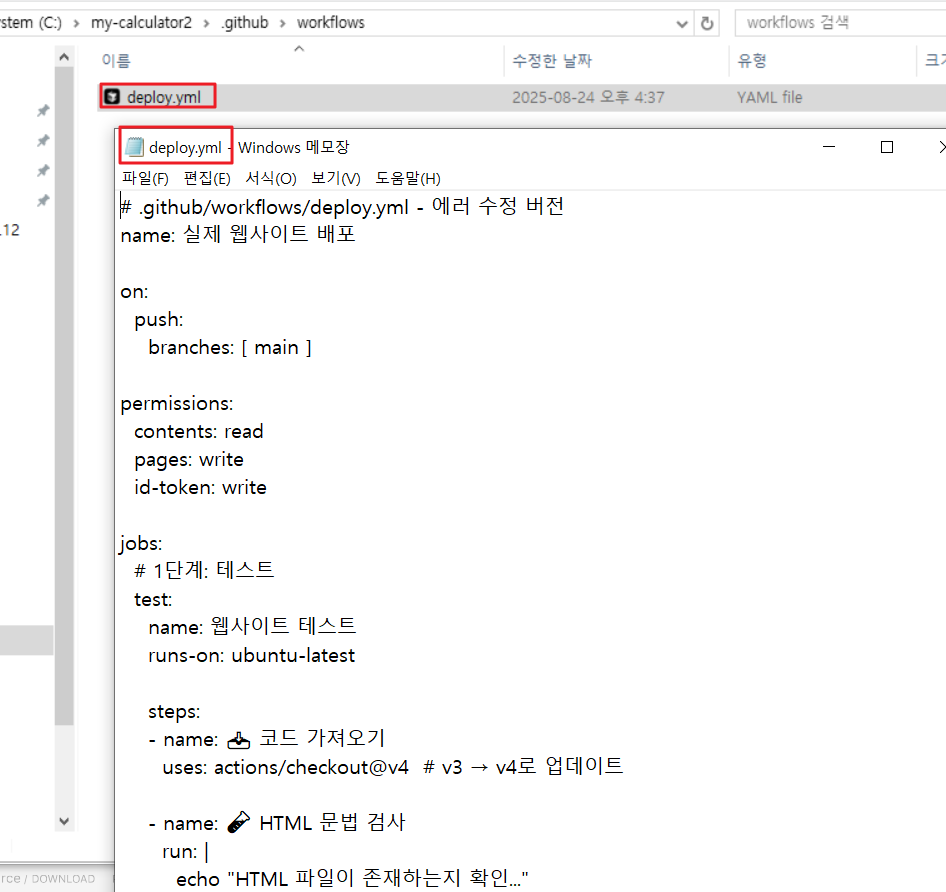 stem (C:) > my-calculator2 > .github > workflows
workflows 검색
이름
수정한 날짜
유형
크기
deploy.yml
2025-08-24 오후 4:37
YAML file
.12
deploy.yml - Windows 메모장
파일(F) 편집(E) 서식(O) 보기(V) 도움말(H)
# .github/workflows/deploy.yml - 에러 수정 버전
name: 실제 웹사이트 배포
on:
push:
branches: [ main ]
permissions:
contents: read
pages: write
id-token: write
jobs:
# 1단계: 테스트
test:
name: 웹사이트 테스트
runs-on: ubuntu-latest
steps:
- name: 📥 코드 가져오기
uses: actions/checkout@v4  # v3 → v4로 업데이트
- name: 🧪 HTML 문법 검사
run: |
echo "HTML 파일이 존재하는지 확인..."
rce / DOWNLOAD